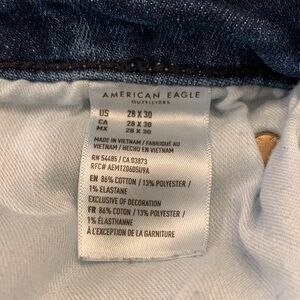 AMERICAN EAGLE
OUTFITTERS
US 28 X 30
CA 28 X 30
MX 28 X 30
MADE IN VIETNAM / FABRIQUÉ AU
VIETNAM / HECHO EN VIETNAM
RN 54485 / CA 03873
RFC# AEM120605U9A
EN 86% COTTON / 13% POLYESTER /
1% ELASTANE
EXCLUSIVE OF DECORATION
FR 86% COTON / 13% POLYESTER /
1% ÉLASTHANNE
À L'EXCEPTION DE LA GARNITURE